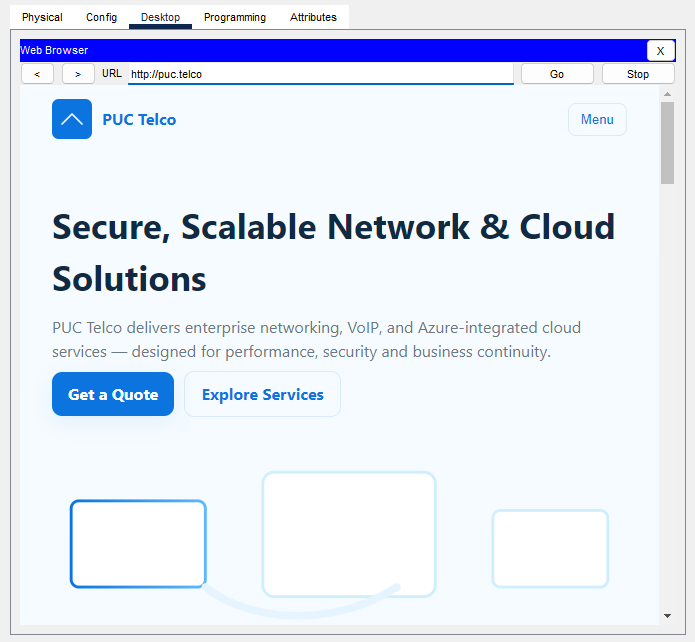 Physical Config Desktop Programming Attributes
Web Browser X
< > URL http://puc.telco Go Stop
PUC Telco Menu
Secure, Scalable Network & Cloud
Solutions
PUC Telco delivers enterprise networking, VoIP, and Azure-integrated cloud
services — designed for performance, security and business continuity.
Get a Quote Explore Services